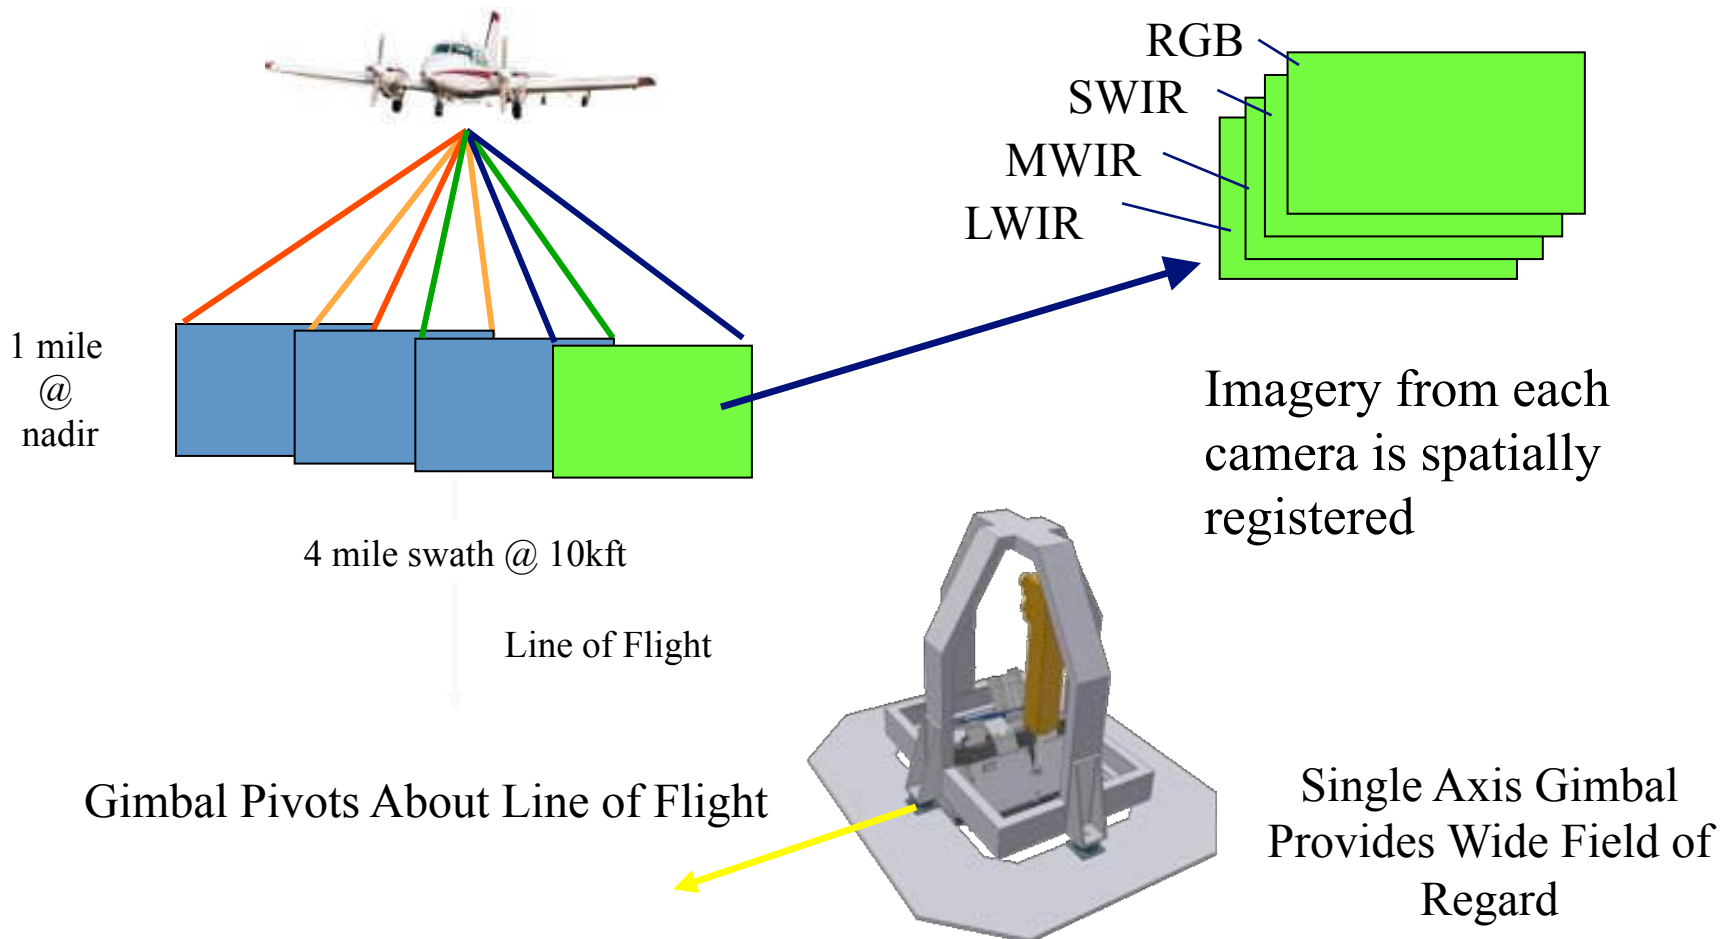 RGB
SWIR
MWIR
LWIR
1 mile
@
nadir
Imagery from each
camera is spatially
registered
4 mile swath @ 10kft
Line of Flight
Gimbal Pivots About Line of Flight
Single Axis Gimbal
Provides Wide Field of
Regard